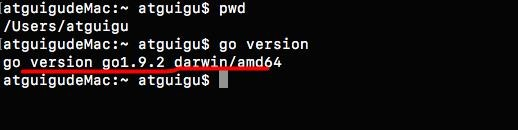 [atguigudeMac:~ atguigu$ pwd
/Users/atguigu
[atguigudeMac:~ atguigu$ go version
go version go1.9.2 darwin/amd64
[atguigudeMac:~ atguigu$